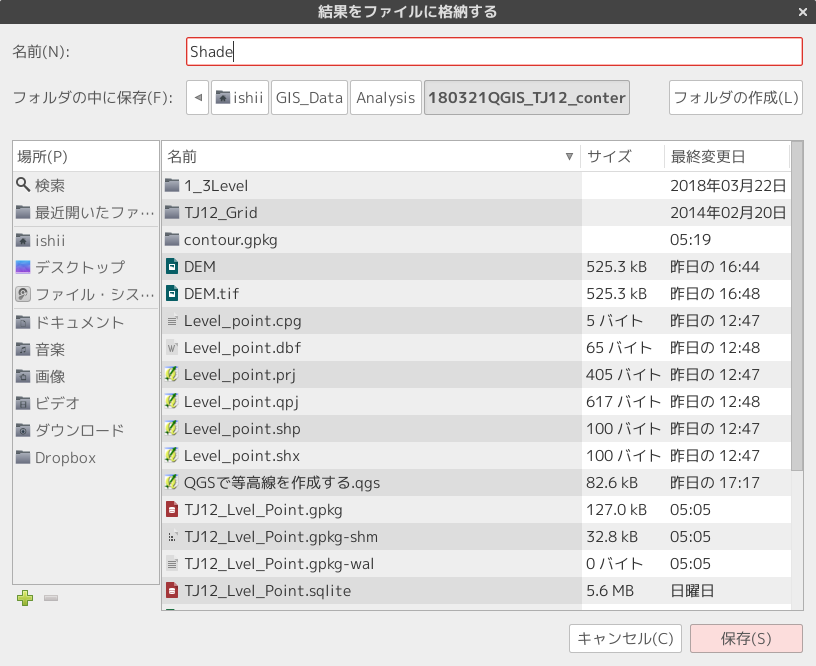 結果をファイルに格納する
名前(N): Shade
フォルダの中に保存(F): ishii GIS_Data Analysis 180321QGIS_TJ12_conter フォルダの作成(L)
場所(P)
検索
最近開いたファ…
ishii
デスクトップ
ファイル・シス…
ドキュメント
音楽
画像
ビデオ
ダウンロード
Dropbox
名前 サイズ 最終変更日
1_3Level 2018年03月22日
TJ12_Grid 2014年02月20日
contour.gpkg 05:19
DEM 525.3 kB 昨日の 16:44
DEM.tif 525.3 kB 昨日の 16:48
Level_point.cpg 5 バイト 昨日の 12:47
Level_point.dbf 65 バイト 昨日の 12:48
Level_point.prj 405 バイト 昨日の 12:47
Level_point.qpj 617 バイト 昨日の 12:48
Level_point.shp 100 バイト 昨日の 12:47
Level_point.shx 100 バイト 昨日の 12:47
QGSで等高線を作成する.qgs 82.6 kB 昨日の 17:17
TJ12_Lvel_Point.gpkg 127.0 kB 05:05
TJ12_Lvel_Point.gpkg-shm 32.8 kB 05:05
TJ12_Lvel_Point.gpkg-wal 0 バイト 05:05
TJ12_Lvel_Point.sqlite 5.6 MB 日曜日
キャンセル(C) 保存(S)